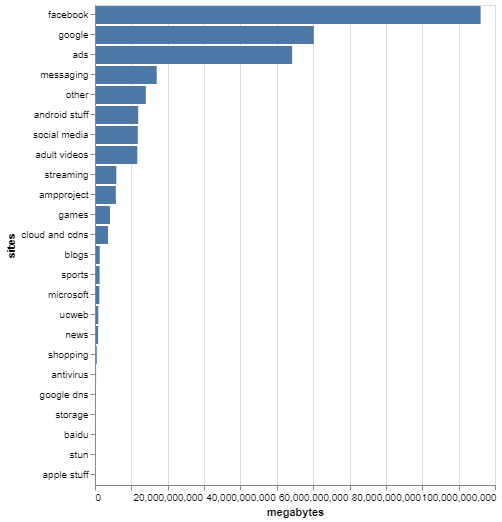 facebook
google
ads
messaging
other
android stuff
social media
adult videos
streaming
ampproject
games
cloud and cdns
blogs
sports
microsoft
ucweb
news
shopping
antivirus
google dns
storage
baidu
stun
apple stuff
sites
0 20,000,000,000 40,000,000,000 60,000,000,000 80,000,000,000 100,000,000,000
megabytes